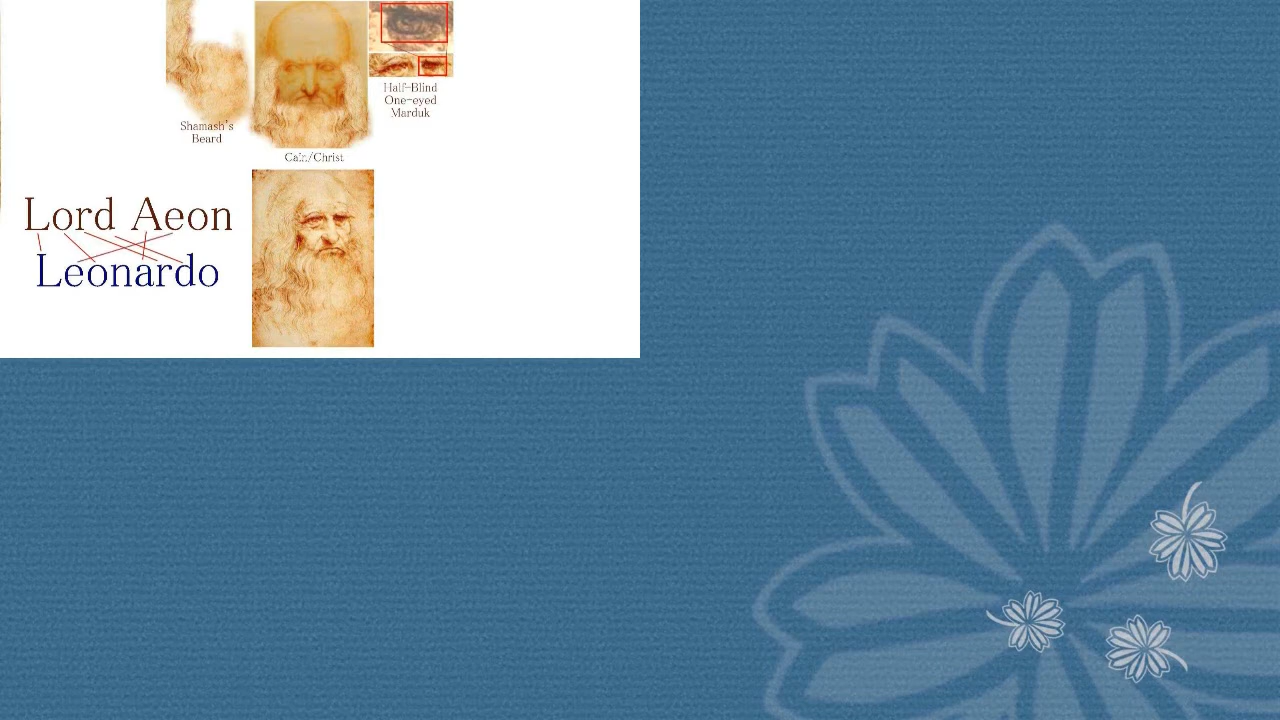 Half-Blind
One-eyed
Marduk
Shamash's
Beard
Cain/Christ
Lord Aeon
Leonardo